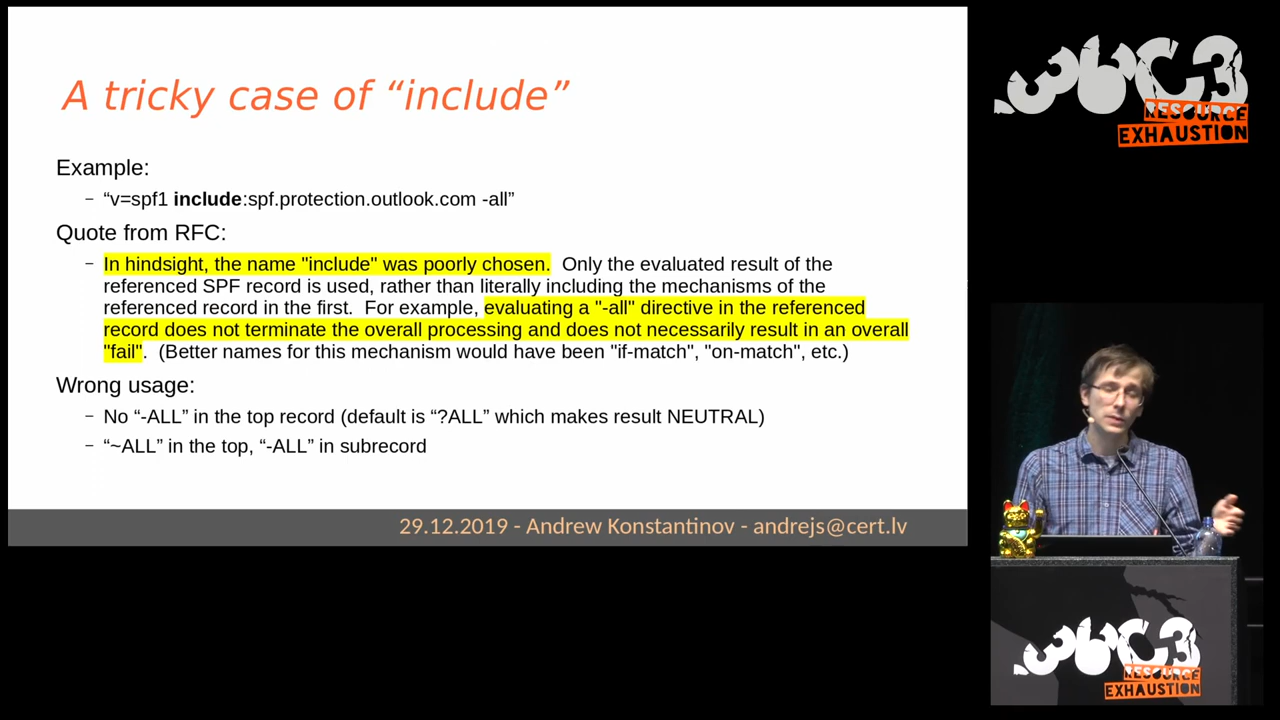 A tricky case of “include”
Example:
– “v=spf1 include:spf.protection.outlook.com -all”
Quote from RFC:
– In hindsight, the name "include" was poorly chosen.  Only the evaluated result of the
referenced SPF record is used, rather than literally including the mechanisms of the
referenced record in the first.  For example, evaluating a "-all" directive in the referenced
record does not terminate the overall processing and does not necessarily result in an overall
"fail".  (Better names for this mechanism would have been "if-match", "on-match", etc.)
Wrong usage:
– No “-ALL” in the top record (default is “?ALL” which makes result NEUTRAL)
– “~ALL” in the top, “-ALL” in subrecord
29.12.2019 - Andrew Konstantinov - andrejs@cert.lv
36C3
RESOURCE
EXHAUSTION
36C3
RESOURCE
EXHAUSTION